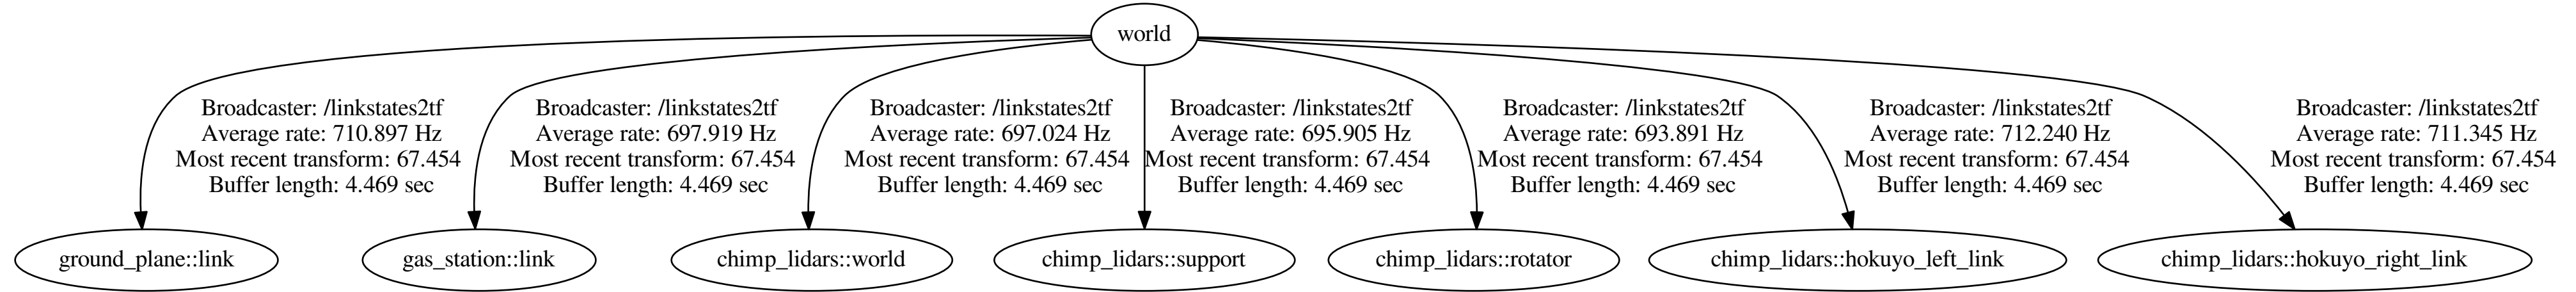 world
Broadcaster: /linkstates2tf
Average rate: 710.897 Hz
Most recent transform: 67.454
Buffer length: 4.469 sec
Broadcaster: /linkstates2tf
Average rate: 697.919 Hz
Most recent transform: 67.454
Buffer length: 4.469 sec
Broadcaster: /linkstates2tf
Average rate: 697.024 Hz
Most recent transform: 67.454
Buffer length: 4.469 sec
Broadcaster: /linkstates2tf
Average rate: 695.905 Hz
Most recent transform: 67.454
Buffer length: 4.469 sec
Broadcaster: /linkstates2tf
Average rate: 693.891 Hz
Most recent transform: 67.454
Buffer length: 4.469 sec
Broadcaster: /linkstates2tf
Average rate: 712.240 Hz
Most recent transform: 67.454
Buffer length: 4.469 sec
Broadcaster: /linkstates2tf
Average rate: 711.345 Hz
Most recent transform: 67.454
Buffer length: 4.469 sec
ground_plane::link
gas_station::link
chimp_lidars::world
chimp_lidars::support
chimp_lidars::rotator
chimp_lidars::hokuyo_left_link
chimp_lidars::hokuyo_right_link